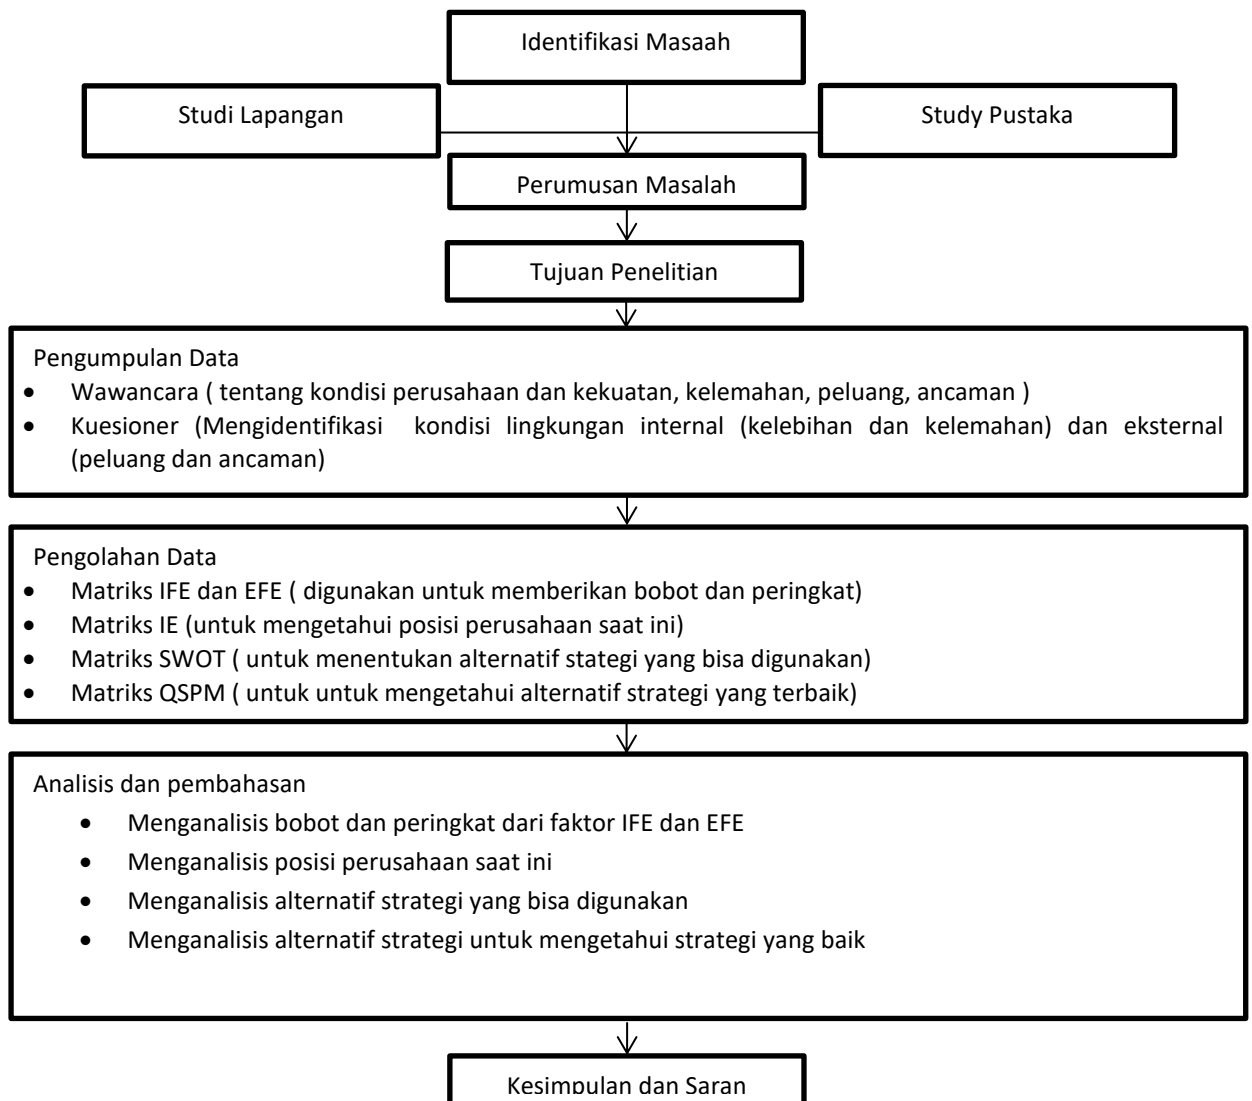 Identifikasi Masaah
Studi Lapangan
Study Pustaka
Perumusan Masalah
Tujuan Penelitian
Pengumpulan Data
• Wawancara ( tentang kondisi perusahaan dan kekuatan, kelemahan, peluang, ancaman )
• Kuesioner (Mengidentifikasi kondisi lingkungan internal (kelebihan dan kelemahan) dan eksternal
(peluang dan ancaman)
Pengolahan Data
• Matriks IFE dan EFE ( digunakan untuk memberikan bobot dan peringkat)
• Matriks IE (untuk mengetahui posisi perusahaan saat ini)
• Matriks SWOT ( untuk menentukan alternatif stategi yang bisa digunakan)
• Matriks QSPM ( untuk untuk mengetahui alternatif strategi yang terbaik)
Analisis dan pembahasan
• Menganalisis bobot dan peringkat dari faktor IFE dan EFE
• Menganalisis posisi perusahaan saat ini
• Menganalisis alternatif strategi yang bisa digunakan
• Menganalisis alternatif strategi untuk mengetahui strategi yang baik
Kesimpulan dan Saran